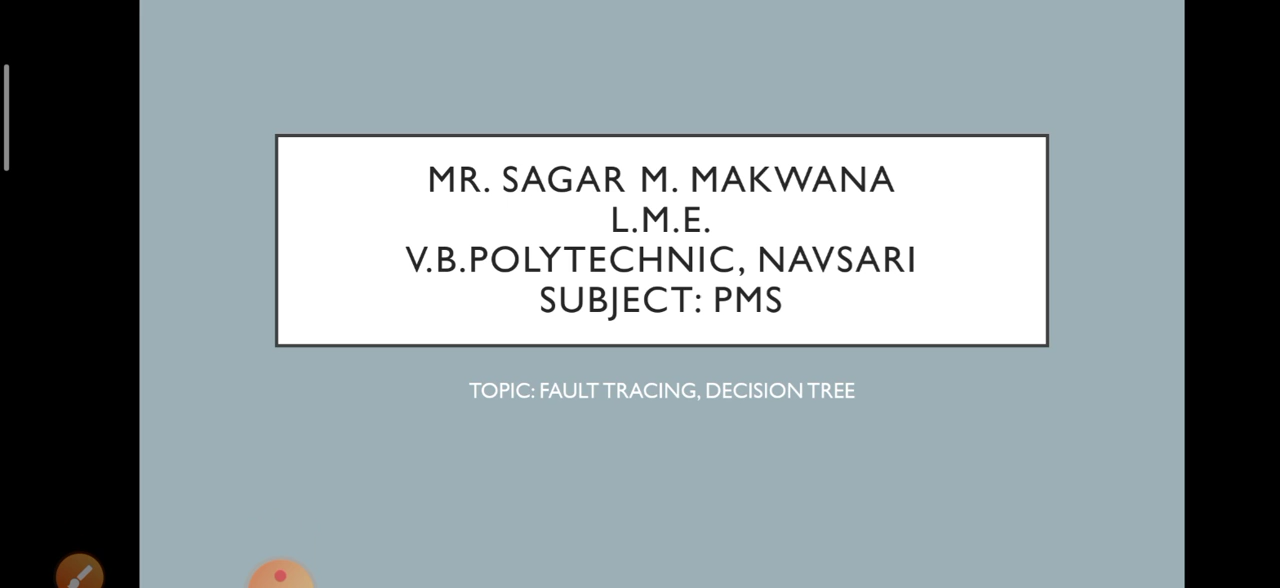 MR. SAGAR M. MAKWANA
L.M.E.
V.B.POLYTECHNIC, NAVSARI
SUBJECT: PMS
TOPIC: FAULT TRACING, DECISION TREE